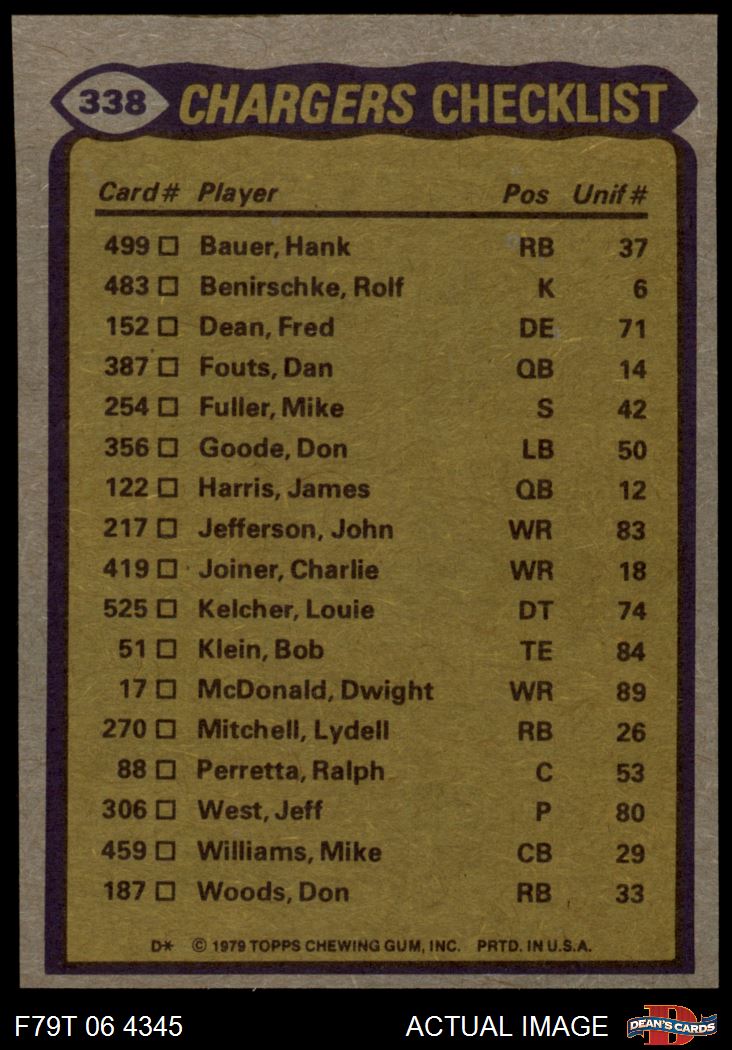 338 CHARGERS CHECKLIST
Card # Player Pos Unif #
499 Bauer, Hank RB 37
483 Benirschke, Rolf K 6
152 Dean, Fred DE 71
387 Fouts, Dan QB 14
254 Fuller, Mike S 42
356 Goode, Don LB 50
122 Harris, James QB 12
217 Jefferson, John WR 83
419 Joiner, Charlie WR 18
525 Kelcher, Louie DT 74
51 Klein, Bob TE 84
17 McDonald, Dwight WR 89
270 Mitchell, Lydell RB 26
88 Perretta, Ralph C 53
306 West, Jeff P 80
459 Williams, Mike CB 29
187 Woods, Don RB 33
D* © 1979 TOPPS CHEWING GUM, INC. PRTD. IN U.S.A.
F79T 06 4345 ACTUAL IMAGE DEAN'S CARDS